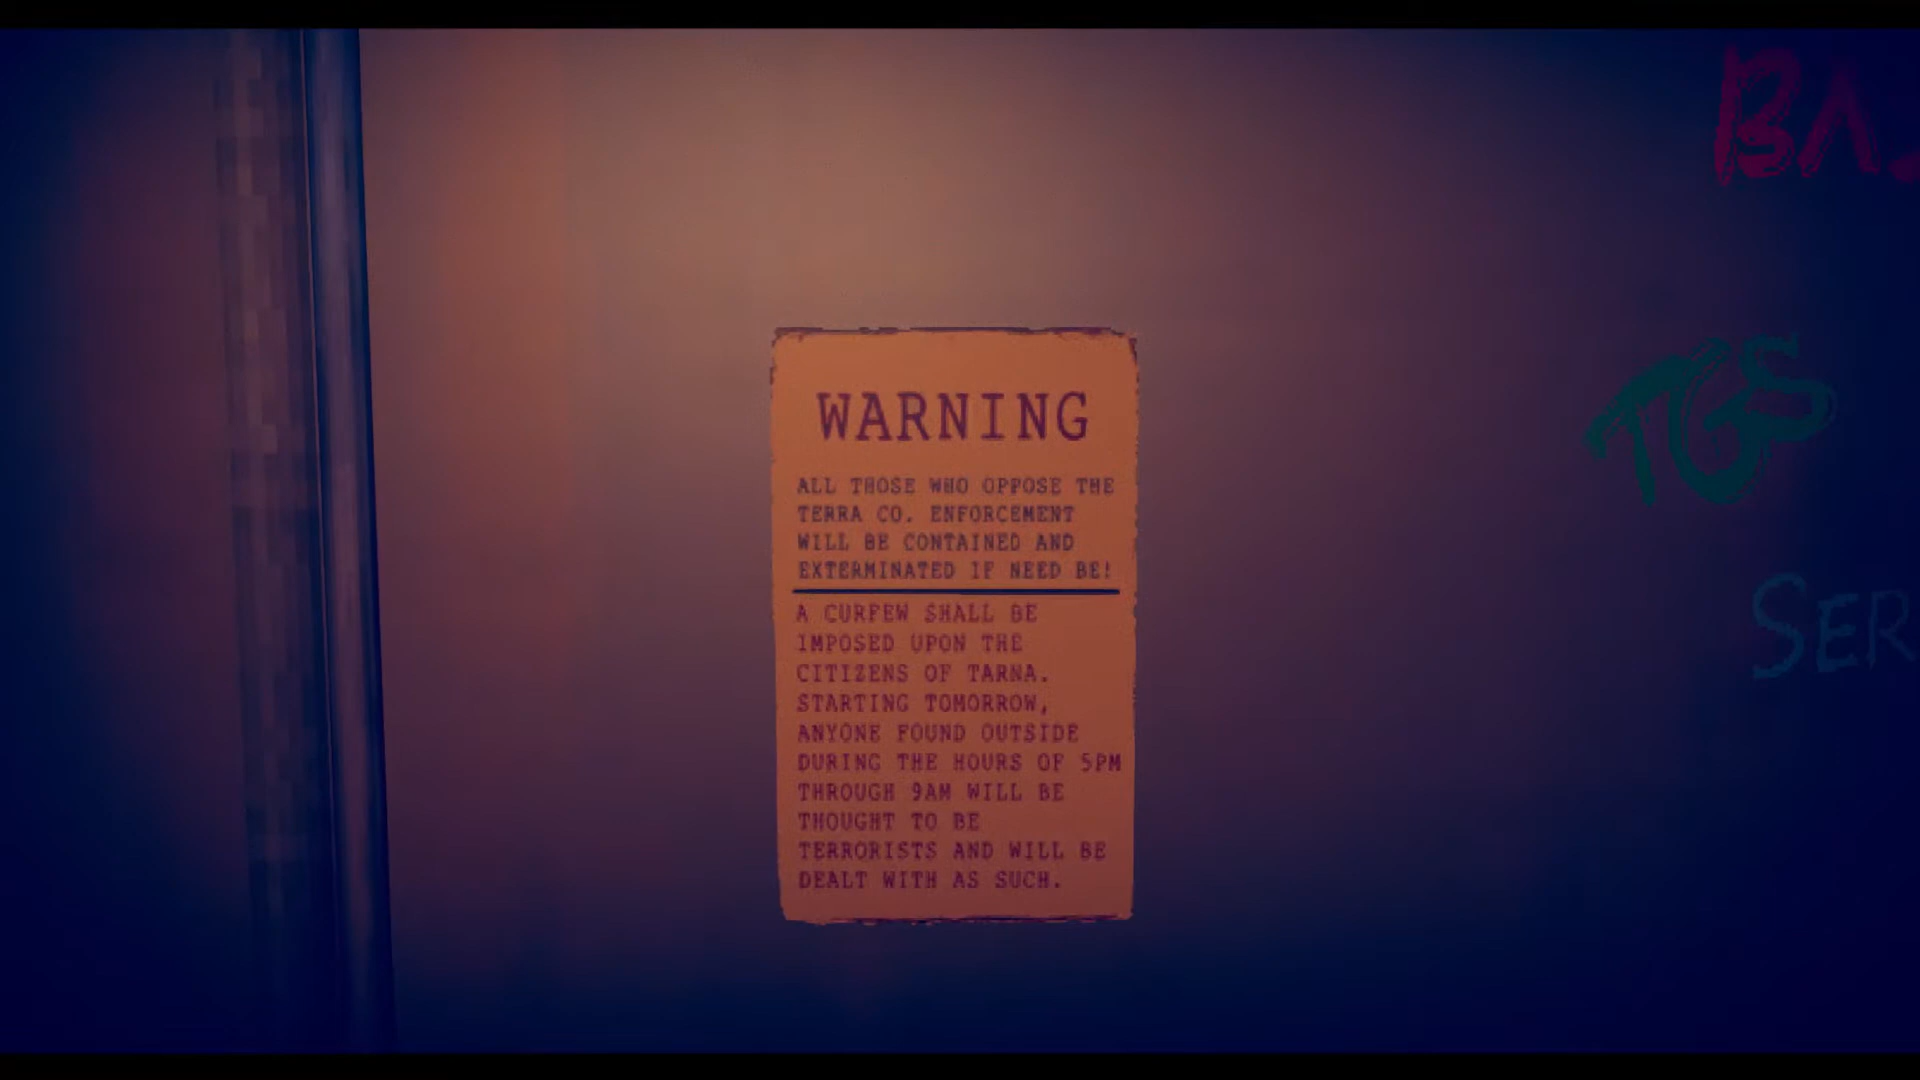 WARNING
ALL THOSE WHO OPPOSE THE
TERRA CO. ENFORCEMENT
WILL BE CONTAINED AND
EXTERMINATED IF NEED BE!
A CURFEW SHALL BE
IMPOSED UPON THE
CITIZENS OF TARNA.
STARTING TOMORROW,
ANYONE FOUND OUTSIDE
DURING THE HOURS OF 5PM
THROUGH 9AM WILL BE
THOUGHT TO BE
TERRORISTS AND WILL BE
DEALT WITH AS SUCH.
BA
TGS
SER